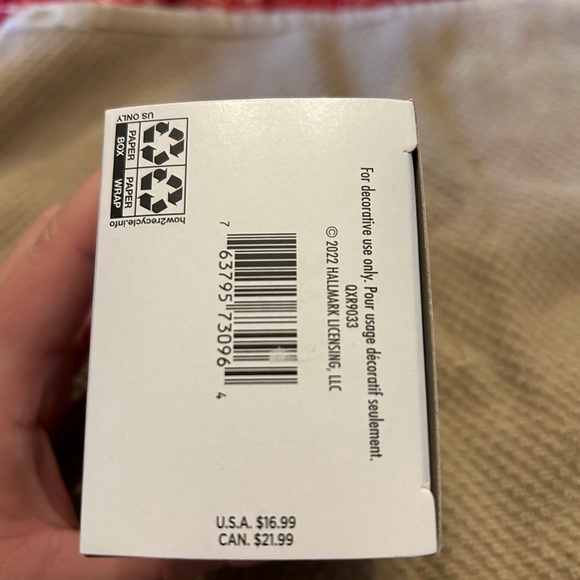 For decorative use only. Pour usage décoratif seulement.
QXR9033
© 2022 HALLMARK LICENSING, LLC
7 63795 73096 4
U.S.A. $16.99
CAN. $21.99
US ONLY
PAPER BOX
PAPER WRAP
how2recycle.info